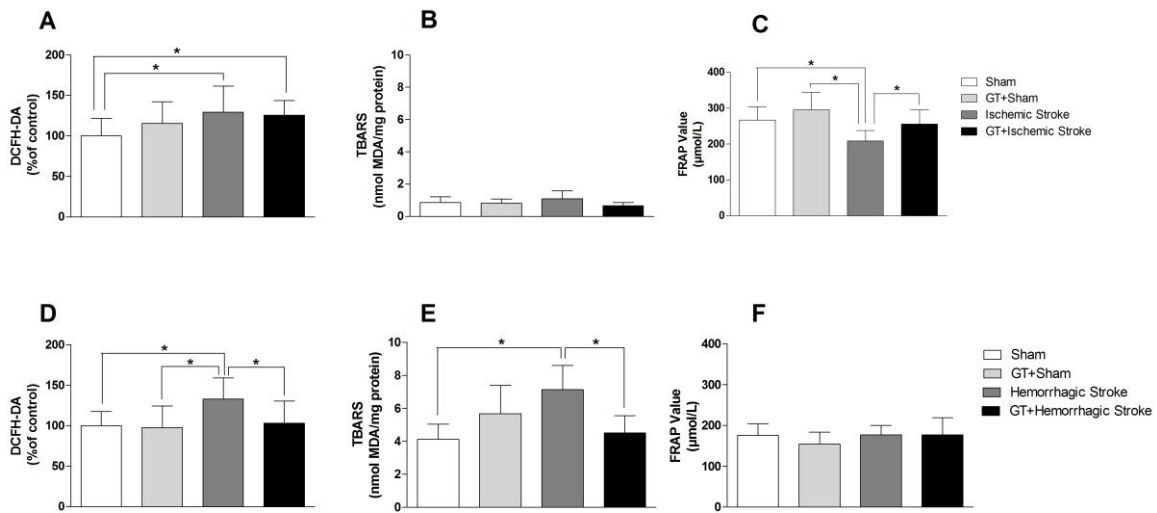 A
DCFH-DA
(%of control)
200
150
100
50
0
*
*
B
TBARS
(nmol MDA/mg protein)
10
8
6
4
2
0
C
FRAP Value
(µmol/L)
400
300
200
100
0
*
*
*
Sham
GT+Sham
Ischemic Stroke
GT+Ischemic Stroke
D
DCFH-DA
(%of control)
200
150
100
50
0
*
*
*
E
TBARS
(nmol MDA/mg protein)
10
8
6
4
2
0
*
*
F
FRAP Value
(µmol/L)
400
300
200
100
0
Sham
GT+Sham
Hemorrhagic Stroke
GT+Hemorrhagic Stroke